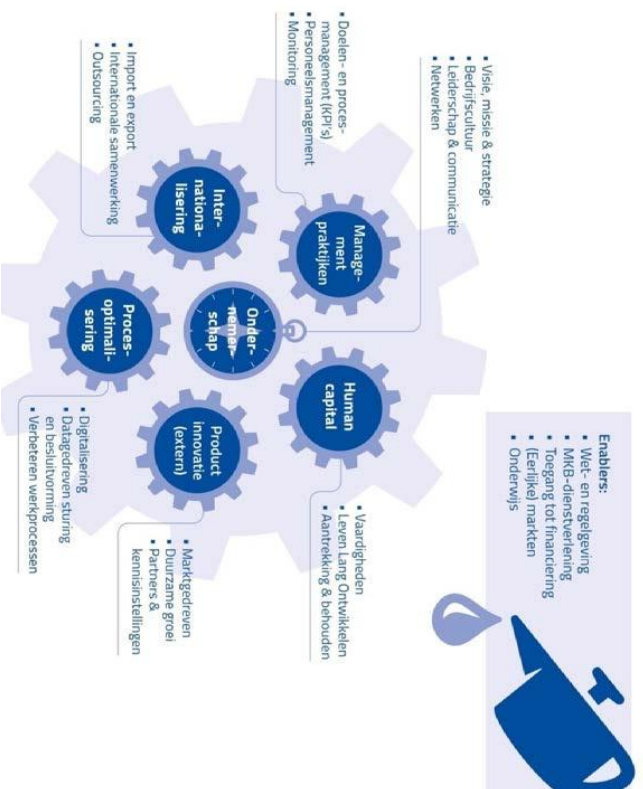 Enablers:
▪ Wet- en regelgeving
▪ MKB-dienstverlening
▪ Toegang tot financiering
▪ (Eerlijke) markten
▪ Onderwijs
▪ Visie, missie & strategie
▪ Bedrijfscultuur
▪ Leiderschap & communicatie
▪ Netwerken
▪ Doelen- en proces-
management (KPI's)
▪ Personeelsmanagement
▪ Monitoring
Manage-
ment
praktijken
Human
capital
▪ Vaardigheden
▪ Leven Lang Ontwikkelen
▪ Aantrekking & behouden
Onder-
nemer-
schap
Inter-
nationa-
lisering
▪ Import en export
▪ Internationale samenwerking
▪ Outsourcing
Product
innovatie
(extern)
▪ Marktgedreven
▪ Duurzame groei
▪ Partners &
kennisinstellingen
Proces-
optimali-
sering
▪ Digitalisering
▪ Datagedreven sturing
en besluitvorming
▪ Verbeteren werkprocessen